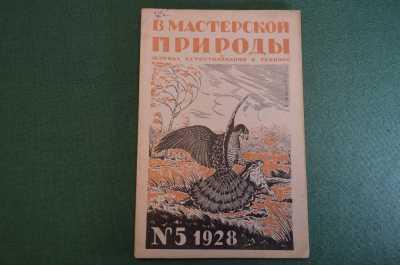 В МАСТЕРСКОЙ
ПРИРОДЫ
ЖУРНАЛ ЕСТЕСТВОЗНАНИЯ И ТЕХНИКИ
№5 1928